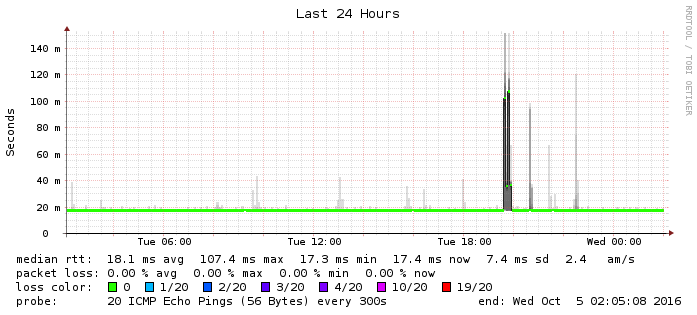 Last 24 Hours
RRDTOOL / TOBI OETIKER
Seconds
140 m
120 m
100 m
80 m
60 m
40 m
20 m
0
Tue 06:00 Tue 12:00 Tue 18:00 Wed 00:00
median rtt: 18.1 ms avg 107.4 ms max 17.3 ms min 17.4 ms now 7.4 ms sd 2.4 am/s
packet loss: 0.00 % avg 0.00 % max 0.00 % min 0.00 % now
loss color: 0 1/20 2/20 3/20 4/20 10/20 19/20
probe: 20 ICMP Echo Pings (56 Bytes) every 300s end: Wed Oct 5 02:05:08 2016